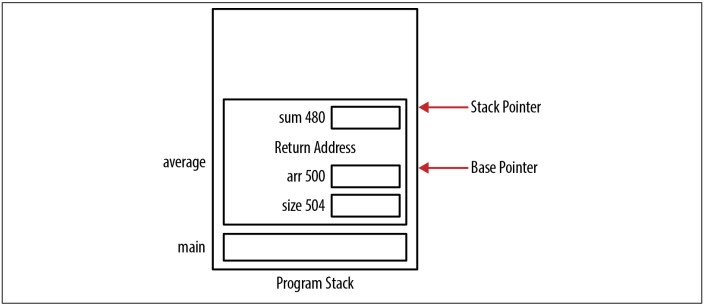 sum 480
Stack Pointer
Return Address
average
arr 500
Base Pointer
size 504
main
Program Stack